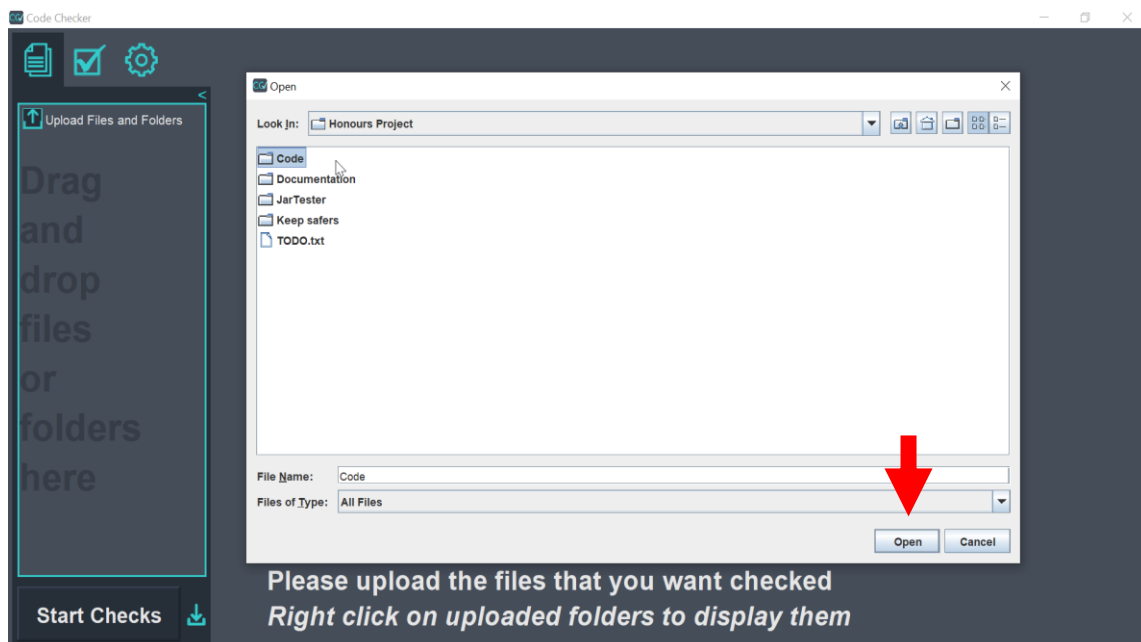 Code Checker
Upload Files and Folders
Drag
and
drop
files
or
folders
here
Start Checks
Open
Look In: Honours Project
Code
Documentation
JarTester
Keep safers
TODO.txt
File Name: Code
Files of Type: All Files
Open Cancel
Please upload the files that you want checked
Right click on uploaded folders to display them